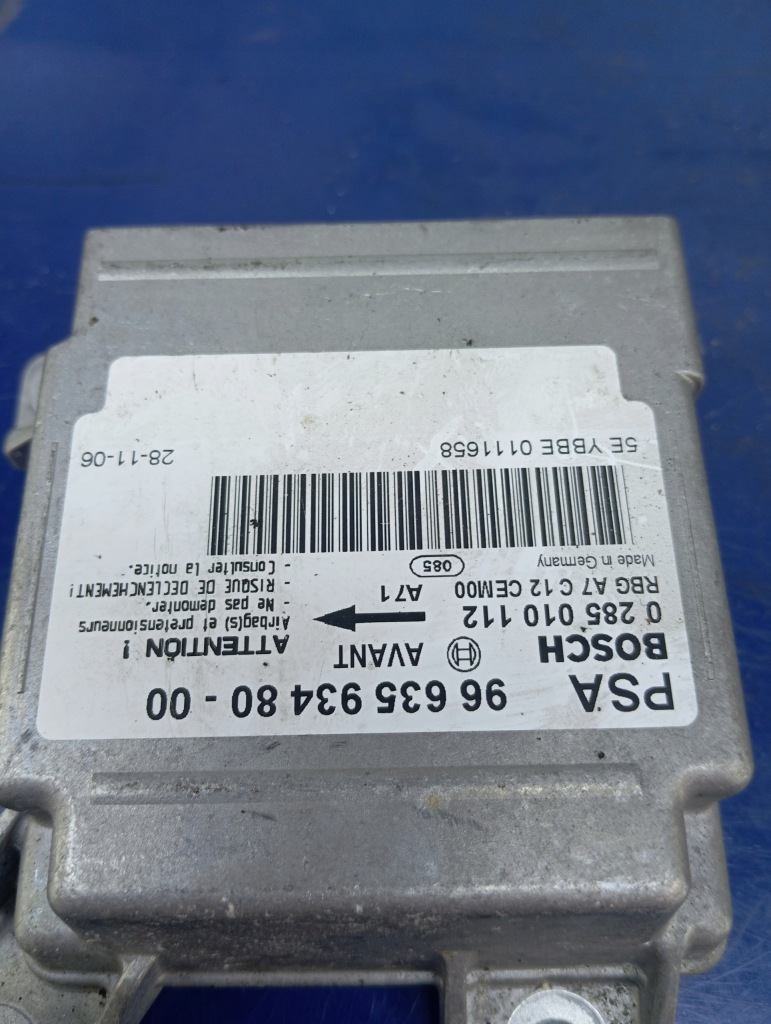 PSA 96 635 934 80 - 00
BOSCH AVANT ATTENTION !
0 285 010 112
Airbag(s) et pretensionneurs
- Ne pas demonter.
RBG A7 C 12 CEM00 A71
- RISQUE DE DECLENCHEMENT!
Made in Germany 085
- Consulter la notice.
5E YBBE 0111658 28-11-06